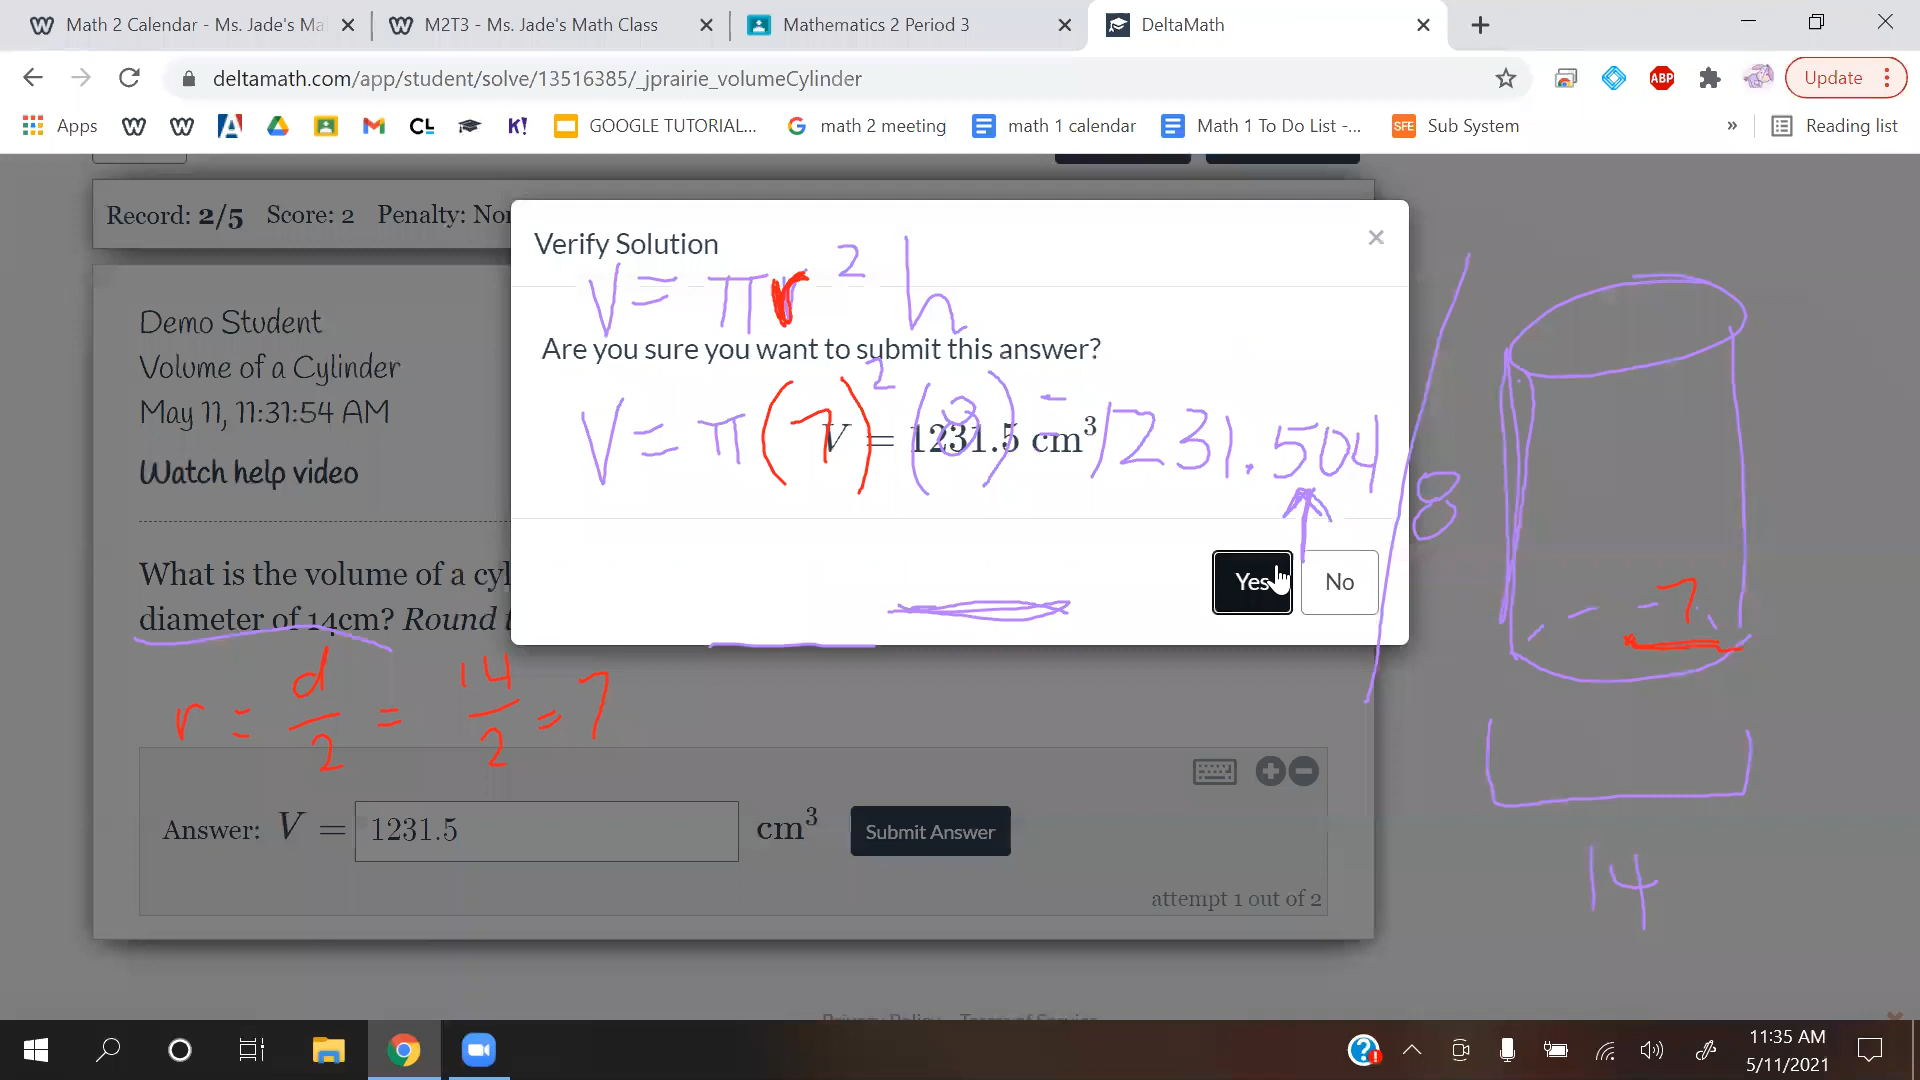 Math 2 Calendar - Ms. Jade's Ma
M2T3 - Ms. Jade's Math Class
Mathematics 2 Period 3
DeltaMath
deltamath.com/app/student/solve/13516385/_jprairie_volumeCylinder
ABP
Update
Apps
CL
K!
GOOGLE TUTORIAL...
math 2 meeting
math 1 calendar
Math 1 To Do List -...
SFE
Sub System
»
Reading list
Record: 2/5 Score: 2 Penalty: Non
Verify Solution
V = πr² h
Are you sure you want to submit this answer?
V = π(7)²(8) = 1231.504
V = 1231.5 cm³
Yes
No
Demo Student
Volume of a Cylinder
May 11, 11:31:54 AM
Watch help video
What is the volume of a cyl
diameter of 14cm? Round t
r = d/2 = 14/2 = 7
8
7
14
Answer: V = 1231.5 cm³
Submit Answer
attempt 1 out of 2
11:35 AM
5/11/2021